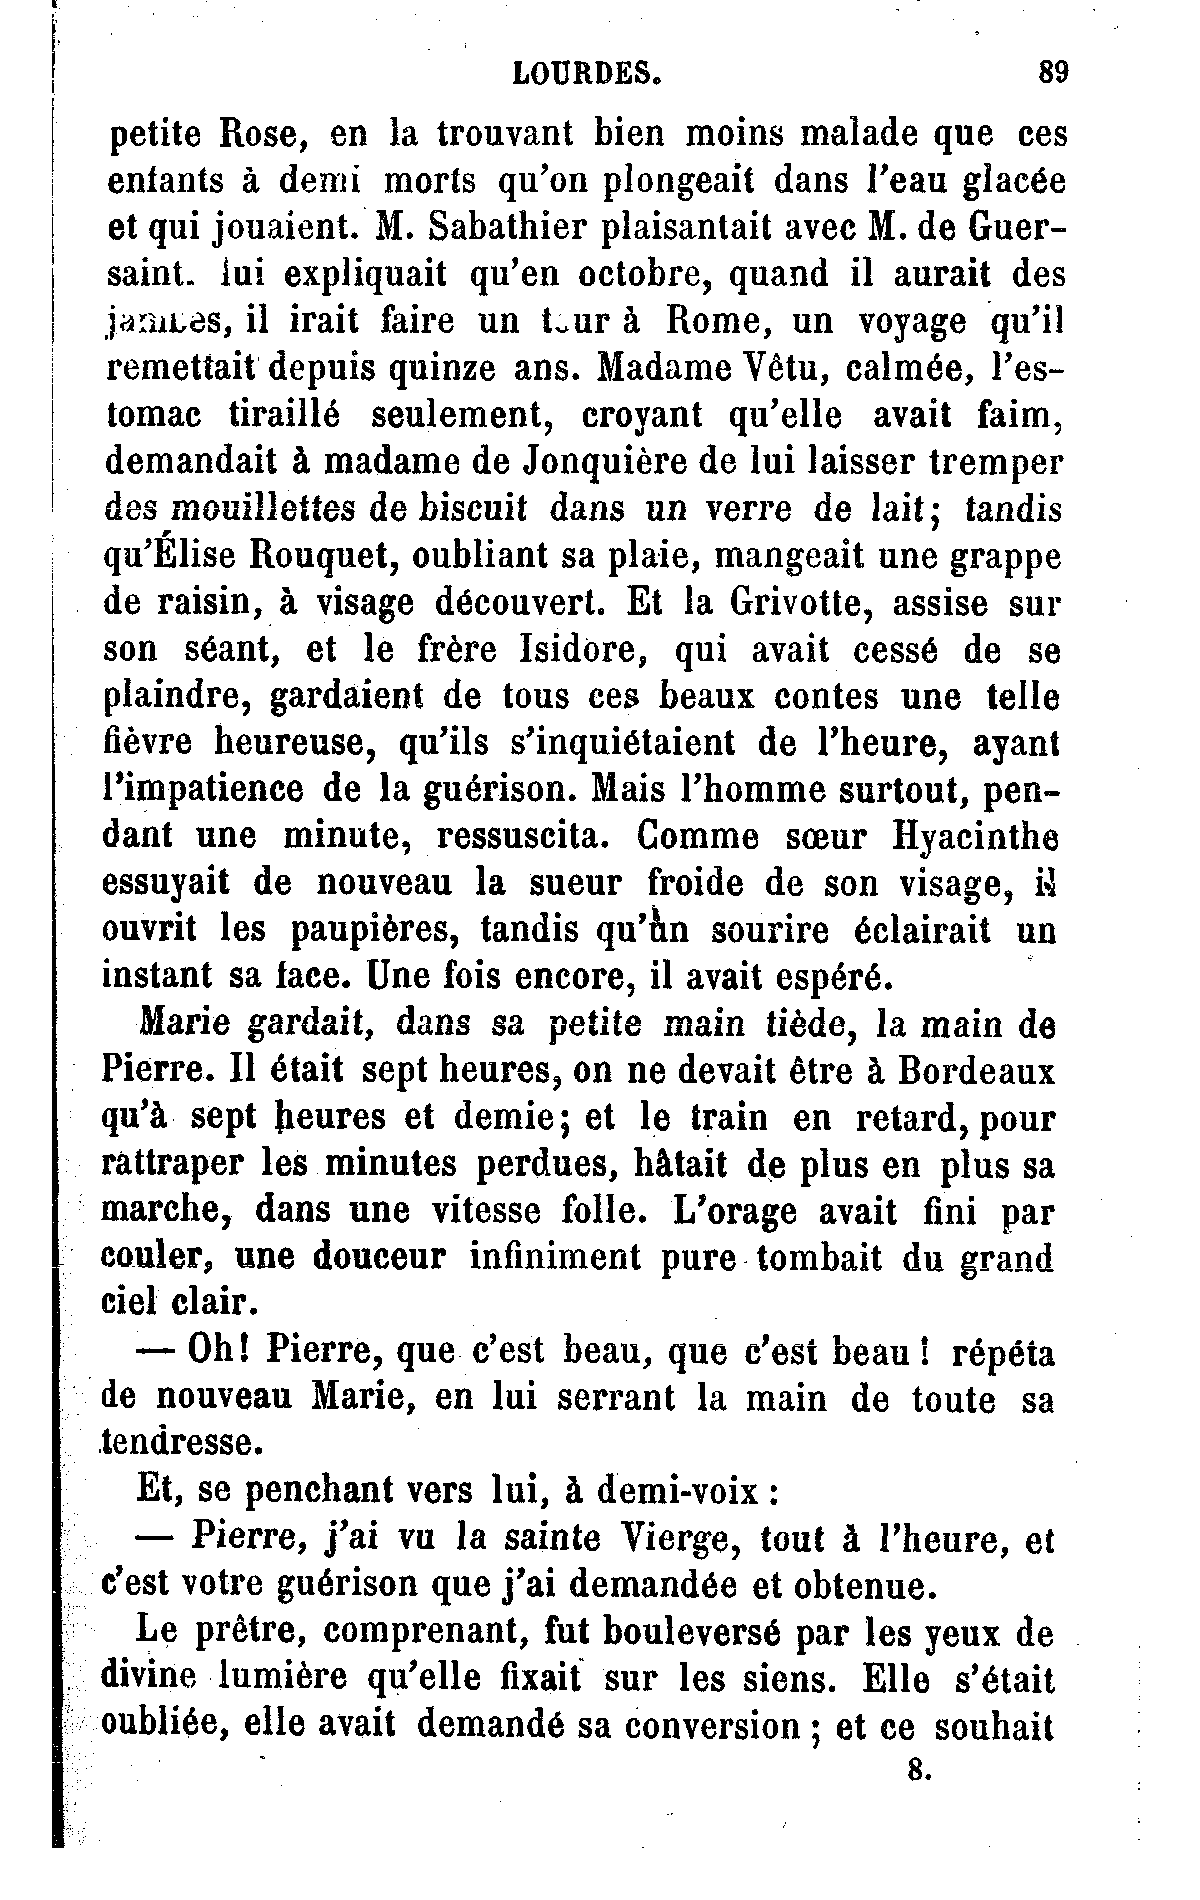 LOURDES. 89
petite Rose, en la trouvant bien moins malade que ces
enfants à demi morts qu'on plongeait dans l'eau glacée
et qui jouaient. M. Sabathier plaisantait avec M. de Guer-
saint. lui expliquait qu'en octobre, quand il aurait des
jambes, il irait faire un tour à Rome, un voyage qu'il
remettait depuis quinze ans. Madame Vêtu, calmée, l'es-
tomac tiraillé seulement, croyant qu'elle avait faim,
demandait à madame de Jonquière de lui laisser tremper
des mouillettes de biscuit dans un verre de lait; tandis
qu'Élise Rouquet, oubliant sa plaie, mangeait une grappe
de raisin, à visage découvert. Et la Grivotte, assise sur
son séant, et le frère Isidore, qui avait cessé de se
plaindre, gardaient de tous ces beaux contes une telle
fièvre heureuse, qu'ils s'inquiétaient de l'heure, ayant
l'impatience de la guérison. Mais l'homme surtout, pen-
dant une minute, ressuscita. Comme sœur Hyacinthe
essuyait de nouveau la sueur froide de son visage, il
ouvrit les paupières, tandis qu'un sourire éclairait un
instant sa face. Une fois encore, il avait espéré.
Marie gardait, dans sa petite main tiède, la main de
Pierre. Il était sept heures, on ne devait être à Bordeaux
qu'à sept heures et demie; et le train en retard, pour
rattraper les minutes perdues, hâtait de plus en plus sa
marche, dans une vitesse folle. L'orage avait fini par
couler, une douceur infiniment pure tombait du grand
ciel clair.
— Oh! Pierre, que c'est beau, que c'est beau! répéta
de nouveau Marie, en lui serrant la main de toute sa
tendresse.
Et, se penchant vers lui, à demi-voix :
— Pierre, j'ai vu la sainte Vierge, tout à l'heure, et
c'est votre guérison que j'ai demandée et obtenue.
Le prêtre, comprenant, fut bouleversé par les yeux de
divine lumière qu'elle fixait sur les siens. Elle s'était
oubliée, elle avait demandé sa conversion; et ce souhait
8.